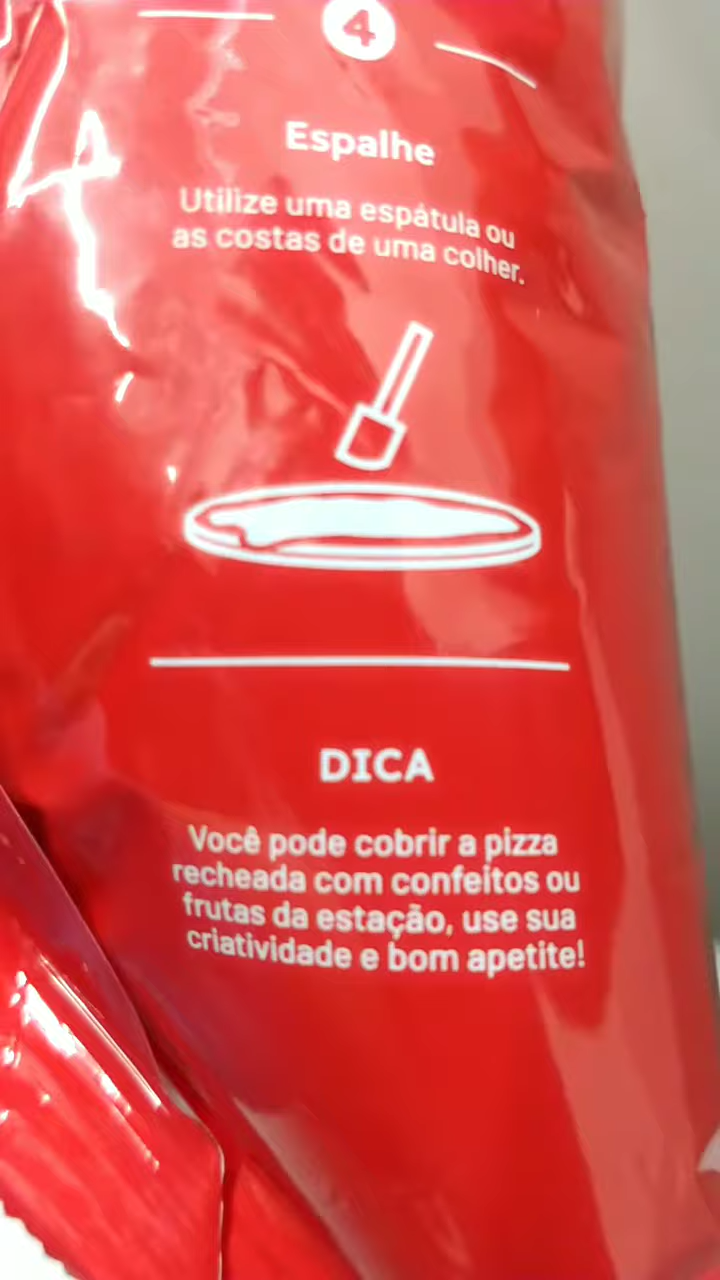 4
Espalhe
Utilize uma espátula ou
as costas de uma colher.
DICA
Você pode cobrir a pizza
recheada com confeitos ou
frutas da estação, use sua
criatividade e bom apetite!